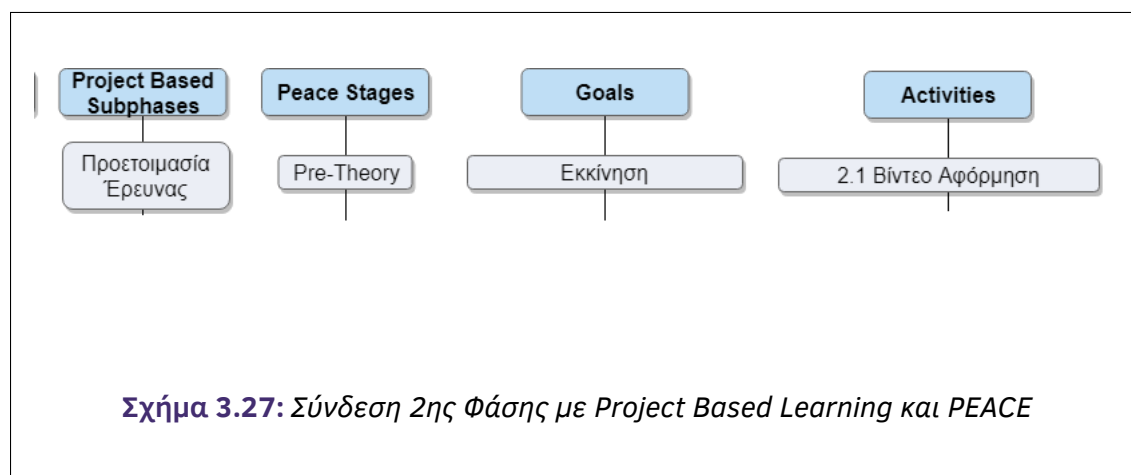 Project Based
Subphases
Peace Stages
Goals
Activities
Προετοιμασία
Έρευνας
Pre-Theory
Εκκίνηση
2.1 Βίντεο Αφόρμηση
Σχήμα 3.27: Σύνδεση 2ης Φάσης με Project Based Learning και PEACE